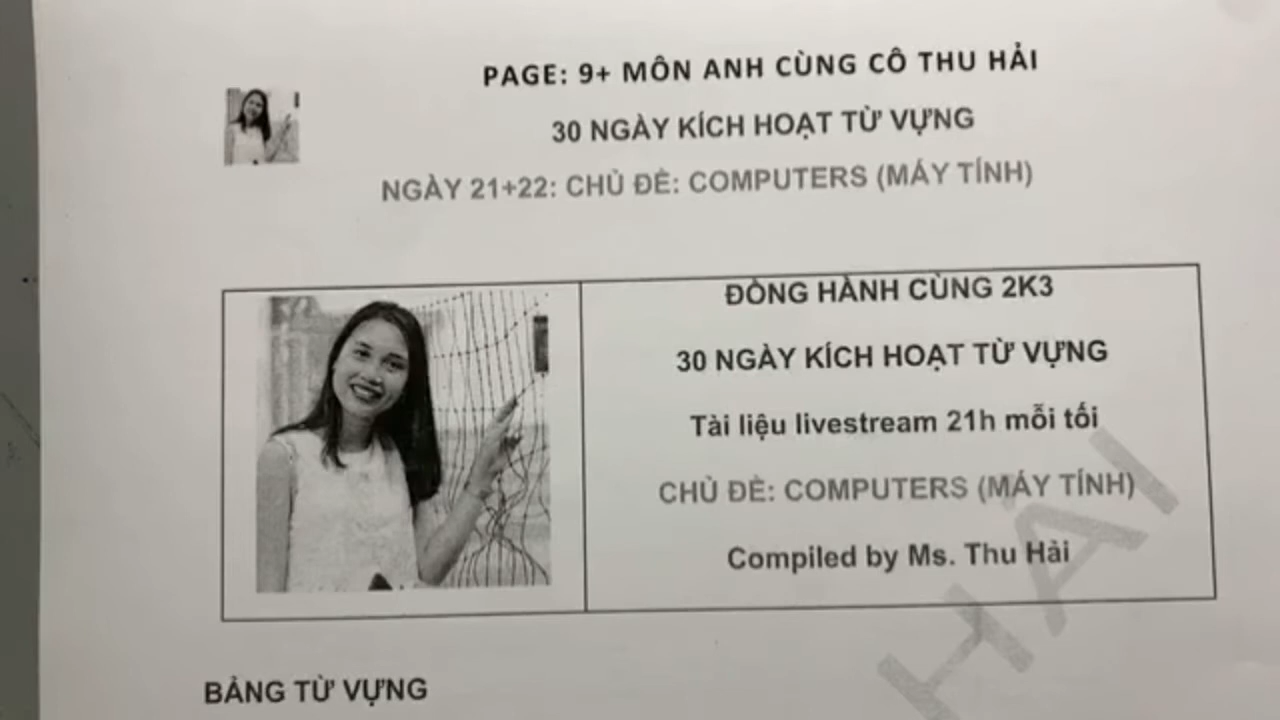 PAGE: 9+ MÔN ANH CÙNG CÔ THU HẢI
30 NGÀY KÍCH HOẠT TỪ VỰNG
NGÀY 21+22: CHỦ ĐỀ: COMPUTERS (MÁY TÍNH)
ĐỒNG HÀNH CÙNG 2K3
30 NGÀY KÍCH HOẠT TỪ VỰNG
Tài liệu livestream 21h mỗi tối
CHỦ ĐỀ: COMPUTERS (MÁY TÍNH)
Compiled by Ms. Thu Hải
HẢI
BẢNG TỪ VỰNG